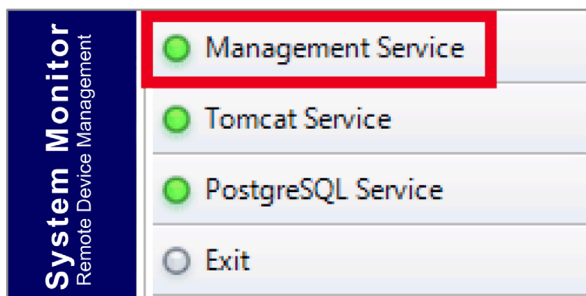 System Monitor
Remote Device Management
Management Service
Tomcat Service
PostgreSQL Service
Exit